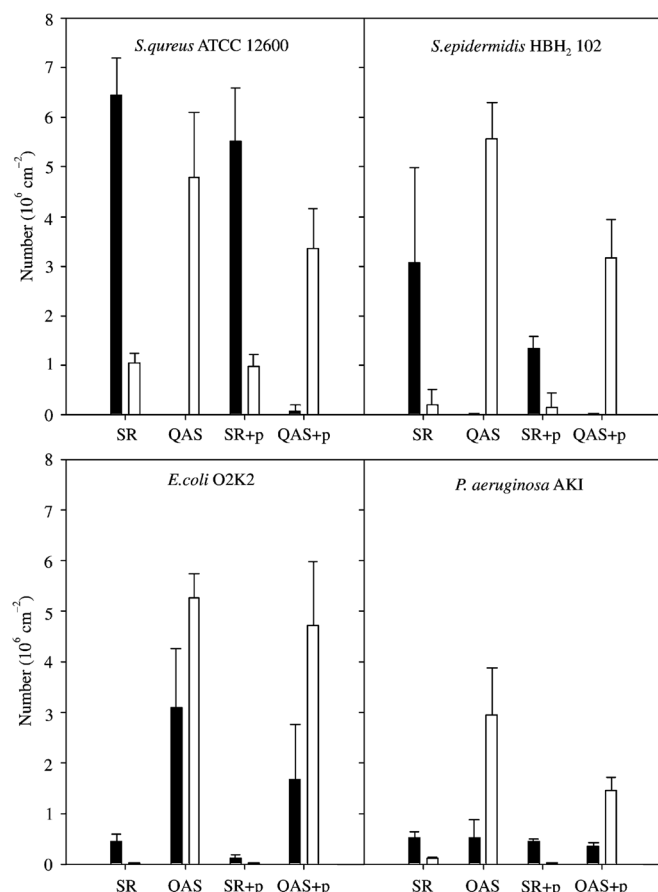 8
7
6
5
4
3
2
1
0
Number (10⁶ cm⁻²)
S.qureus ATCC 12600
SR QAS SR+p QAS+p
S.epidermidis HBH₂ 102
SR QAS SR+p QAS+p
8
7
6
5
4
3
2
1
0
Number (10⁶ cm⁻²)
E.coli O2K2
SR QAS SR+p QAS+p
P. aeruginosa AKI
SR QAS SR+p QAS+p